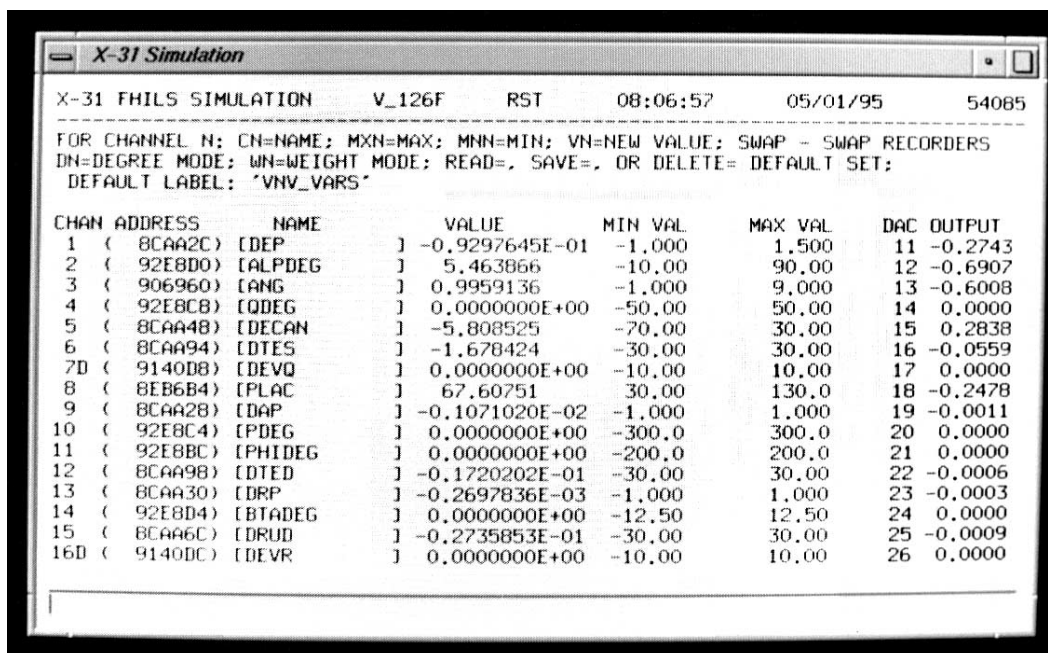 X-31 Simulation
X-31 FHILS SIMULATION V_126F RST 08:06:57 05/01/95 54085
FOR CHANNEL N: CN=NAME; MXN=MAX; MNN=MIN; VN=NEW VALUE; SWAP - SWAP RECORDERS
DN=DEGREE MODE; WN=WEIGHT MODE; READ=, SAVE=, OR DELETE= DEFAULT SET;
DEFAULT LABEL: 'VNV_VARS'
CHAN ADDRESS NAME VALUE MIN VAL MAX VAL DAC OUTPUT
1 ( 8CAA2C) [DEP ] -0.9297645E-01 -1.000 1.500 11 -0.2743
2 ( 92E8D0) [ALPDEG ] 5.463866 -10.00 90.00 12 -0.6907
3 ( 906960) [ANG ] 0.9959136 -1.000 9.000 13 -0.6008
4 ( 92E8C8) [QDEG ] 0.0000000E+00 -50.00 50.00 14 0.0000
5 ( 8CAA48) [DECAN ] -5.808525 -70.00 30.00 15 0.2838
6 ( 8CAA94) [DTES ] -1.678424 -30.00 30.00 16 -0.0559
7D ( 9140D8) [DEVQ ] 0.0000000E+00 -10.00 10.00 17 0.0000
8 ( 8EB6B4) [PLAC ] 67.60751 30.00 130.0 18 -0.2478
9 ( 8CAA28) [DAP ] -0.1071020E-02 -1.000 1.000 19 -0.0011
10 ( 92E8C4) [PDEG ] 0.0000000E+00 -300.0 300.0 20 0.0000
11 ( 92E8BC) [PHIDEG ] 0.0000000E+00 -200.0 200.0 21 0.0000
12 ( 8CAA98) [DTED ] -0.1720202E-01 -30.00 30.00 22 -0.0006
13 ( 8CAA30) [DRP ] -0.2697836E-03 -1.000 1.000 23 -0.0003
14 ( 92E8D4) [BTADEG ] 0.0000000E+00 -12.50 12.50 24 0.0000
15 ( 8CAA6C) [DRUD ] -0.2735853E-01 -30.00 30.00 25 -0.0009
16D ( 9140DC) [DEVR ] 0.0000000E+00 -10.00 10.00 26 0.0000